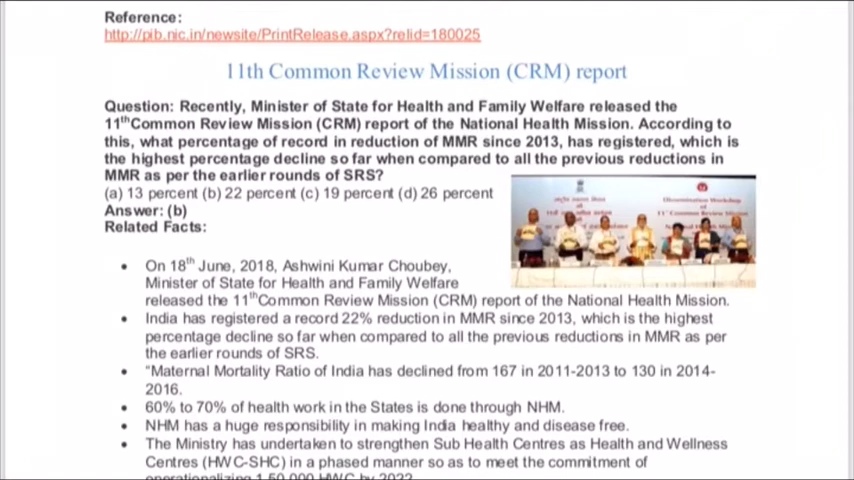 Reference:
http://pib.nic.in/newsite/PrintRelease.aspx?relid=180025
11th Common Review Mission (CRM) report
Question: Recently, Minister of State for Health and Family Welfare released the
11thCommon Review Mission (CRM) report of the National Health Mission. According to
this, what percentage of record in reduction of MMR since 2013, has registered, which is
the highest percentage decline so far when compared to all the previous reductions in
MMR as per the earlier rounds of SRS?
(a) 13 percent (b) 22 percent (c) 19 percent (d) 26 percent
Answer: (b)
Related Facts:
Dissemination Workshop
of
11th Common Review Mission
• On 18th June, 2018, Ashwini Kumar Choubey,
Minister of State for Health and Family Welfare
released the 11thCommon Review Mission (CRM) report of the National Health Mission.
• India has registered a record 22% reduction in MMR since 2013, which is the highest
percentage decline so far when compared to all the previous reductions in MMR as per
the earlier rounds of SRS.
• “Maternal Mortality Ratio of India has declined from 167 in 2011-2013 to 130 in 2014-
2016.
• 60% to 70% of health work in the States is done through NHM.
• NHM has a huge responsibility in making India healthy and disease free.
• The Ministry has undertaken to strengthen Sub Health Centres as Health and Wellness
Centres (HWC-SHC) in a phased manner so as to meet the commitment of
operationalizing 1,50,000 HWC by 2022